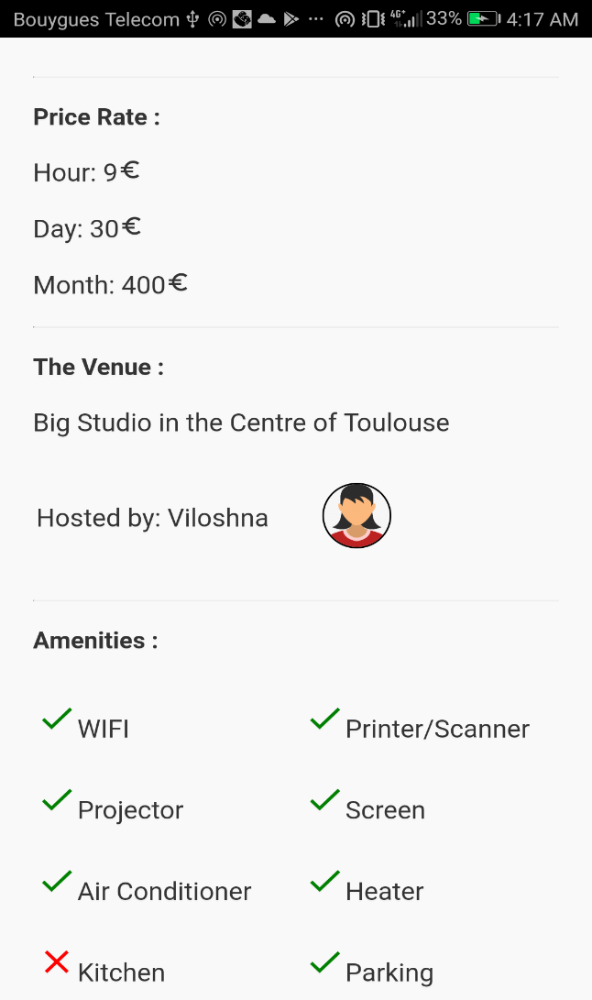 Bouygues Telecom 4G+ 33% 4:17 AM
Price Rate :
Hour: 9€
Day: 30€
Month: 400€
The Venue :
Big Studio in the Centre of Toulouse
Hosted by: Viloshna
Amenities :
WIFI Printer/Scanner
Projector Screen
Air Conditioner Heater
Kitchen Parking